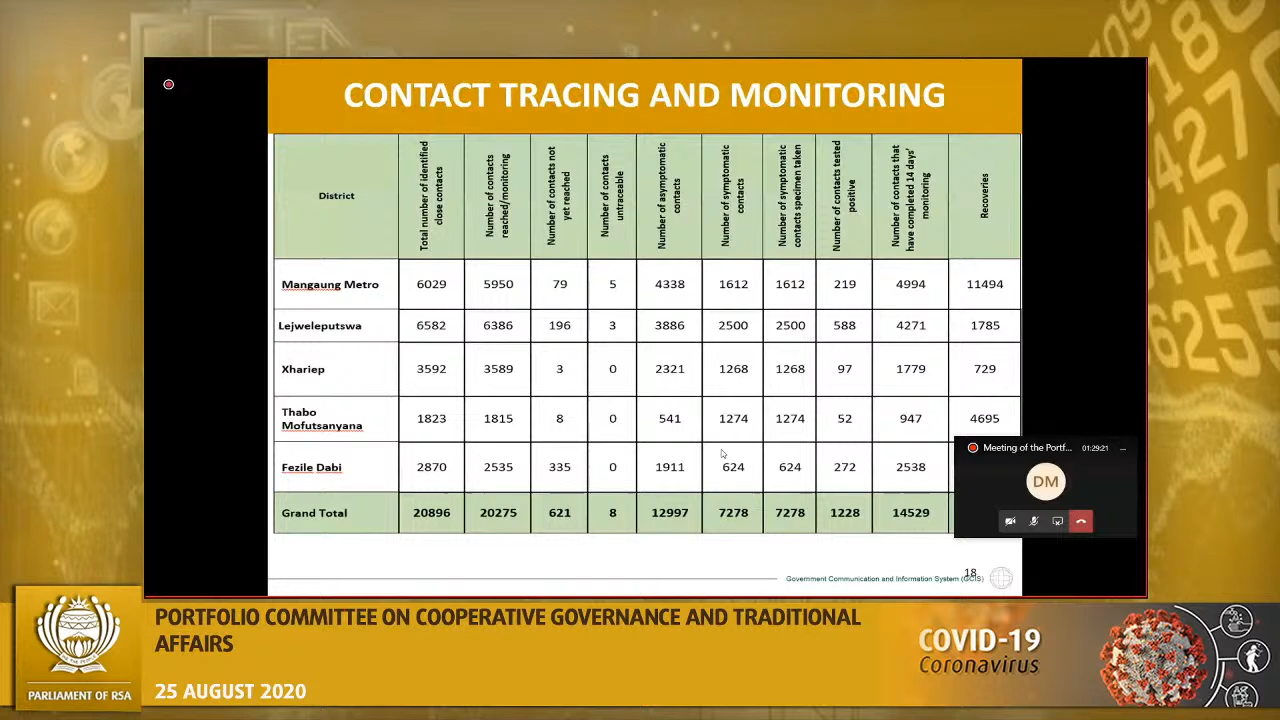 CONTACT TRACING AND MONITORING
District
Total number of identified close contacts
Number of contacts reached/monitoring
Number of contacts not yet reached
Number of contacts untraceable
Number of asymptomatic contacts
Number of symptomatic contacts
Number of symptomatic contacts specimen taken
Number of contacts tested positive
Number of contacts that have completed 14 days' monitoring
Recoveries
Mangaung Metro 6029 5950 79 5 4338 1612 1612 219 4994 11494
Lejweleputswa 6582 6386 196 3 3886 2500 2500 588 4271 1785
Xhariep 3592 3589 3 0 2321 1268 1268 97 1779 729
Thabo Mofutsanyana 1823 1815 8 0 541 1274 1274 52 947 4695
Fezile Dabi 2870 2535 335 0 1911 624 624 272 2538
Grand Total 20896 20275 621 8 12997 7278 7278 1228 14529
Meeting of the Portf... 01:29:21 ...
DM
Government Communication and Information System (GCIS)
18
PARLIAMENT OF RSA
PORTFOLIO COMMITTEE ON COOPERATIVE GOVERNANCE AND TRADITIONAL
AFFAIRS
25 AUGUST 2020
COVID-19
Coronavirus